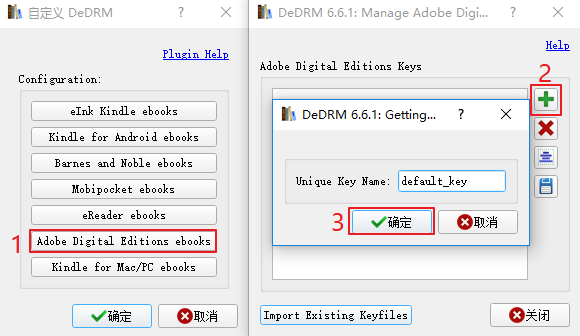 自定义 DeDRM
?
Plugin Help
Configuration:
eInk Kindle ebooks
Kindle for Android ebooks
Barnes and Noble ebooks
Mobipocket ebooks
eReader ebooks
1
Adobe Digital Editions ebooks
Kindle for Mac/PC ebooks
确定
取消
DeDRM 6.6.1: Manage Adobe Digi...
Help
Adobe Digital Editions Keys
2
DeDRM 6.6.1: Getting...
?
Unique Key Name:
default_key
3
确定
取消
Import Existing Keyfiles
关闭